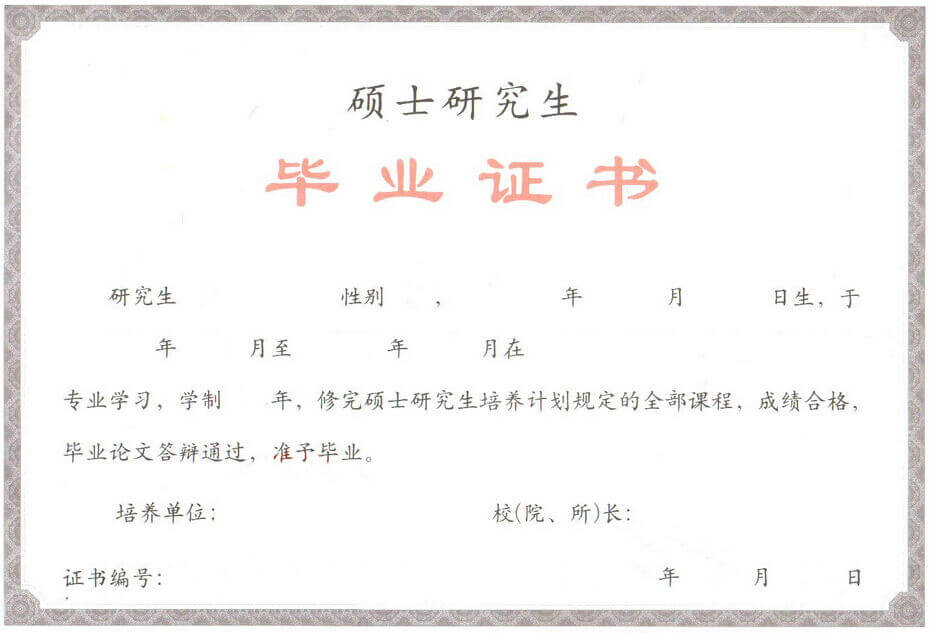 硕士研究生
毕业证书
研究生 性别 , 年 月 日生, 于
年 月至 年 月在
专业学习, 学制 年, 修完硕士研究生培养计划规定的全部课程, 成绩合格,
毕业论文答辩通过, 准予毕业。
培养单位: 校(院、所)长:
证书编号: 年 月 日